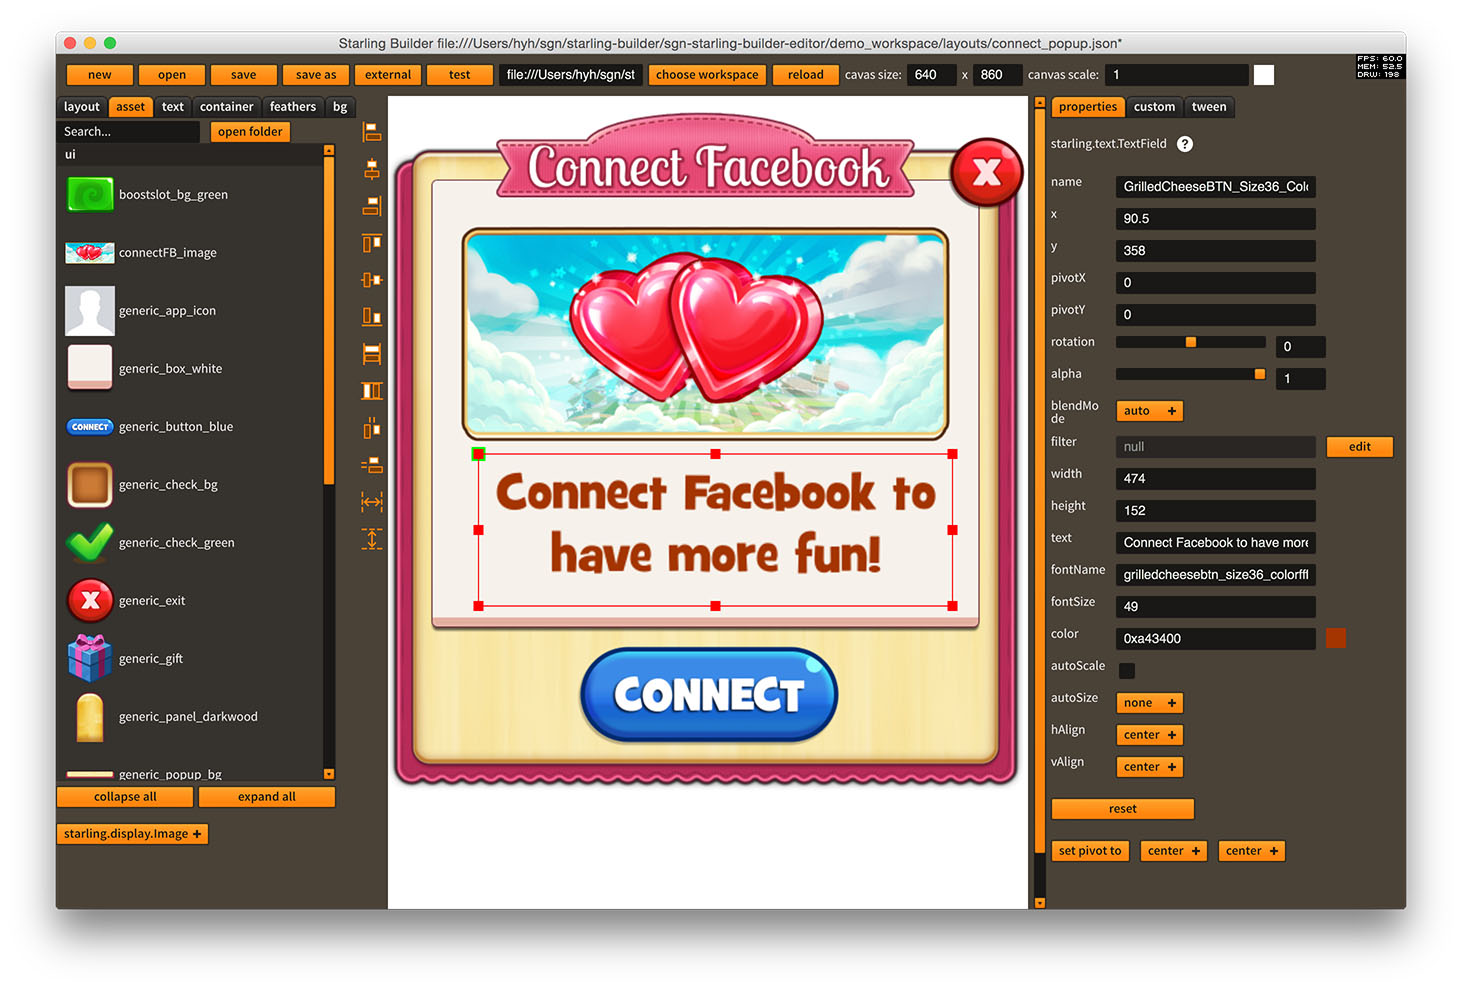 Starling Builder file:///Users/hyh/sgn/starling-builder/sgn-starling-builder-editor/demo_workspace/layouts/connect_popup.json*
new open save save as external test file:///Users/hyh/sgn/st choose workspace reload cavas size: 640 x 860 canvas scale: 1
FPS: 60.0
MEM: 52.5
DRW: 198
layout asset text container feathers bg
Search... open folder
ui
boostslot_bg_green
connectFB_image
generic_app_icon
generic_box_white
CONNECT generic_button_blue
generic_check_bg
generic_check_green
X generic_exit
generic_gift
generic_panel_darkwood
generic_popup_bg
collapse all expand all
starling.display.Image +
Connect Facebook
X
Connect Facebook to
have more fun!
CONNECT
properties custom tween
starling.text.TextField ?
name GrilledCheeseBTN_Size36_Colo
x 90.5
y 358
pivotX 0
pivotY 0
rotation 0
alpha 1
blendMo
de auto +
filter null edit
width 474
height 152
text Connect Facebook to have more
fontName grilledcheesebtn_size36_colorffl
fontSize 49
color 0xa43400
autoScale
autoSize none +
hAlign center +
vAlign center +
reset
set pivot to center + center +